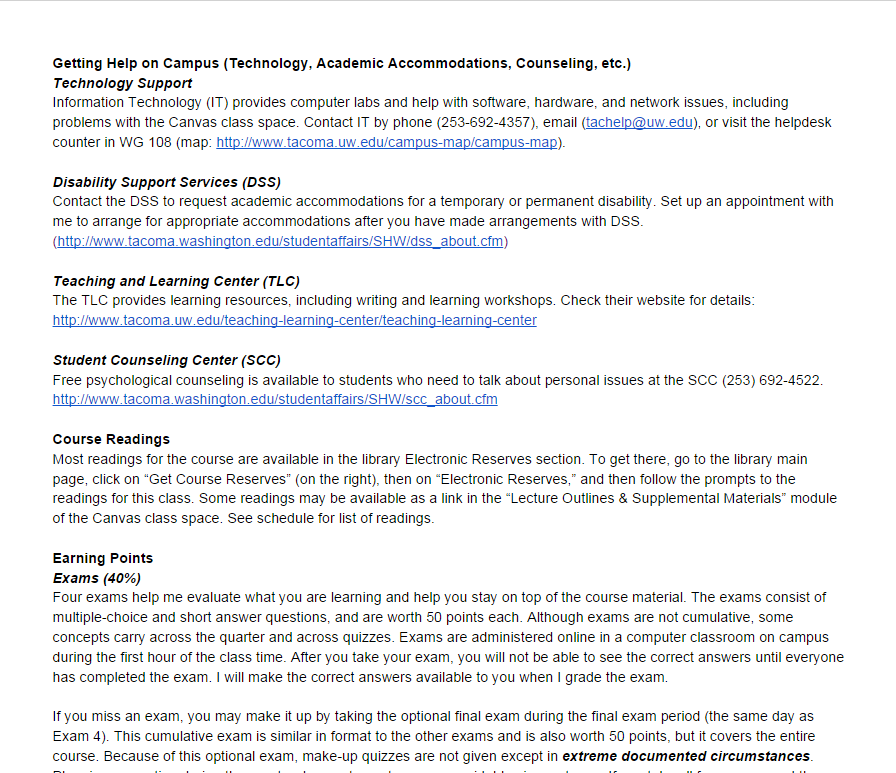 Getting Help on Campus (Technology, Academic Accommodations, Counseling, etc.)
Technology Support
Information Technology (IT) provides computer labs and help with software, hardware, and network issues, including
problems with the Canvas class space. Contact IT by phone (253-692-4357), email (tachelp@uw.edu), or visit the helpdesk
counter in WG 108 (map: http://www.tacoma.uw.edu/campus-map/campus-map).
Disability Support Services (DSS)
Contact the DSS to request academic accommodations for a temporary or permanent disability. Set up an appointment with
me to arrange for appropriate accommodations after you have made arrangements with DSS.
(http://www.tacoma.washington.edu/studentaffairs/SHW/dss_about.cfm)
Teaching and Learning Center (TLC)
The TLC provides learning resources, including writing and learning workshops. Check their website for details:
http://www.tacoma.uw.edu/teaching-learning-center/teaching-learning-center
Student Counseling Center (SCC)
Free psychological counseling is available to students who need to talk about personal issues at the SCC (253) 692-4522.
http://www.tacoma.washington.edu/studentaffairs/SHW/scc_about.cfm
Course Readings
Most readings for the course are available in the library Electronic Reserves section. To get there, go to the library main
page, click on “Get Course Reserves” (on the right), then on “Electronic Reserves,” and then follow the prompts to the
readings for this class. Some readings may be available as a link in the “Lecture Outlines & Supplemental Materials” module
of the Canvas class space. See schedule for list of readings.
Earning Points
Exams (40%)
Four exams help me evaluate what you are learning and help you stay on top of the course material. The exams consist of
multiple-choice and short answer questions, and are worth 50 points each. Although exams are not cumulative, some
concepts carry across the quarter and across quizzes. Exams are administered online in a computer classroom on campus
during the first hour of the class time. After you take your exam, you will not be able to see the correct answers until everyone
has completed the exam. I will make the correct answers available to you when I grade the exam.
If you miss an exam, you may make it up by taking the optional final exam during the final exam period (the same day as
Exam 4). This cumulative exam is similar in format to the other exams and is also worth 50 points, but it covers the entire
course. Because of this optional exam, make-up quizzes are not given except in extreme documented circumstances.